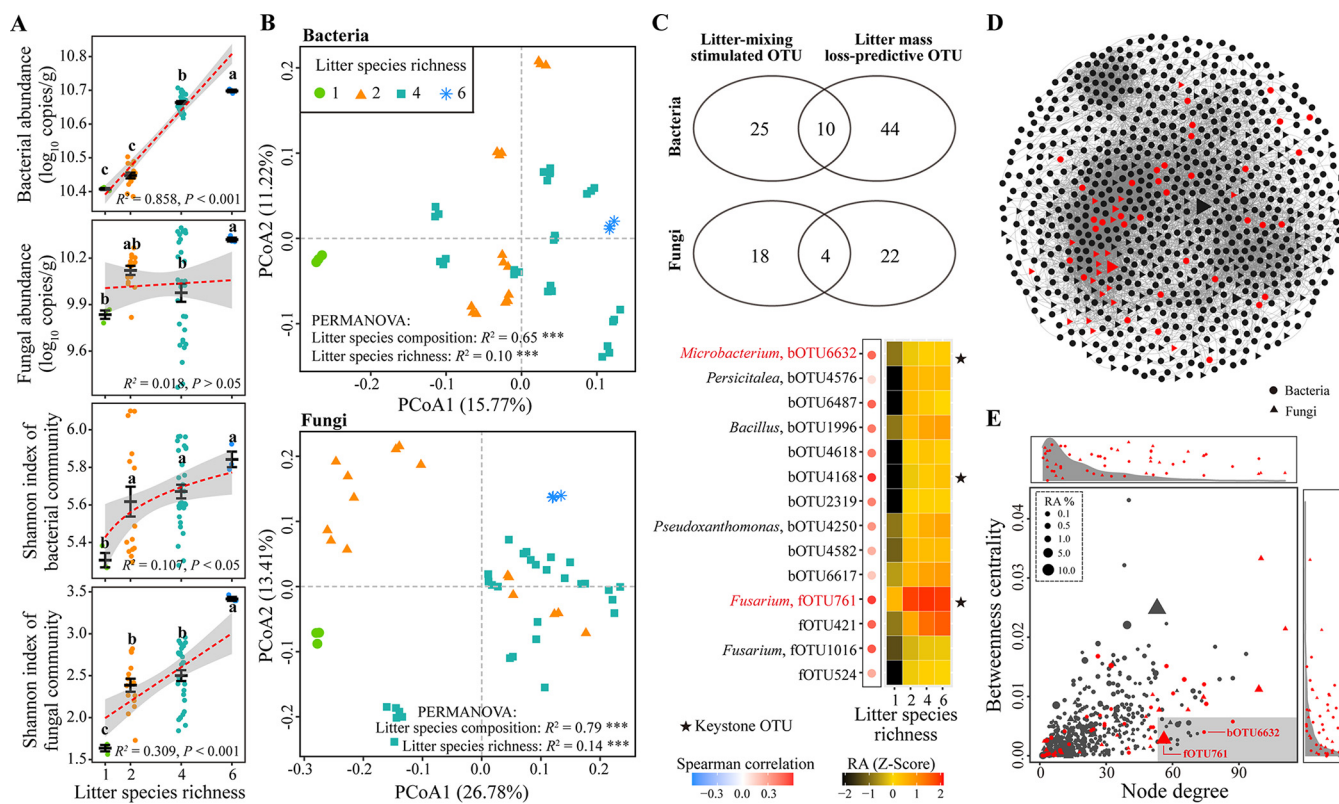 A
Bacterial abundance
(log10 copies/g)
10.8
10.7
10.6
10.5
10.4
c
c
b
a
R2 = 0.858, P < 0.001
Fungal abundance
(log10 copies/g)
10.2
9.9
9.6
b
ab
b
a
R2 = 0.018, P > 0.05
Shannon index of
bacterial community
6.0
5.8
5.6
5.4
b
a
a
a
R2 = 0.107, P < 0.05
Shannon index of
fungal community
3.5
3.0
2.5
2.0
1.5
c
b
b
a
R2 = 0.309, P < 0.001
1 2 4 6
Litter species richness
B
Bacteria
Litter species richness
1 2 4 6
PCoA2 (11.22%)
0.2
0.1
0.0
-0.1
PERMANOVA:
Litter species composition: R2 = 0.65 ***
Litter species richness: R2 = 0.10 ***
-0.2 -0.1 0.0 0.1
PCoA1 (15.77%)
Fungi
PCoA2 (13.41%)
0.2
0.1
0.0
-0.1
-0.2
PERMANOVA:
Litter species composition: R2 = 0.79 ***
Litter species richness: R2 = 0.14 ***
−0.3 −0.2 −0.1 0.0 0.1 0.2
PCoA1 (26.78%)
C
Litter-mixing
stimulated OTU
Litter mass
loss-predictive OTU
Bacteria
25 10 44
Fungi
18 4 22
Microbacterium, bOTU6632
Persicitalea, bOTU4576
bOTU6487
Bacillus, bOTU1996
bOTU4618
bOTU4168
bOTU2319
Pseudoxanthomonas, bOTU4250
bOTU4582
bOTU6617
Fusarium, fOTU761
fOTU421
Fusarium, fOTU1016
fOTU524
1 2 4 6
Litter species
richness
★ Keystone OTU
Spearman correlation
−0.3 0.0 0.3
RA (Z-Score)
−2 −1 0 1 2
D
Bacteria
Fungi
E
Betweenness centrality
0.04
0.03
0.02
0.01
0.00
RA %
0.1
0.5
1.0
5.0
10.0
bOTU6632
fOTU761
0 30 60 90
Node degree